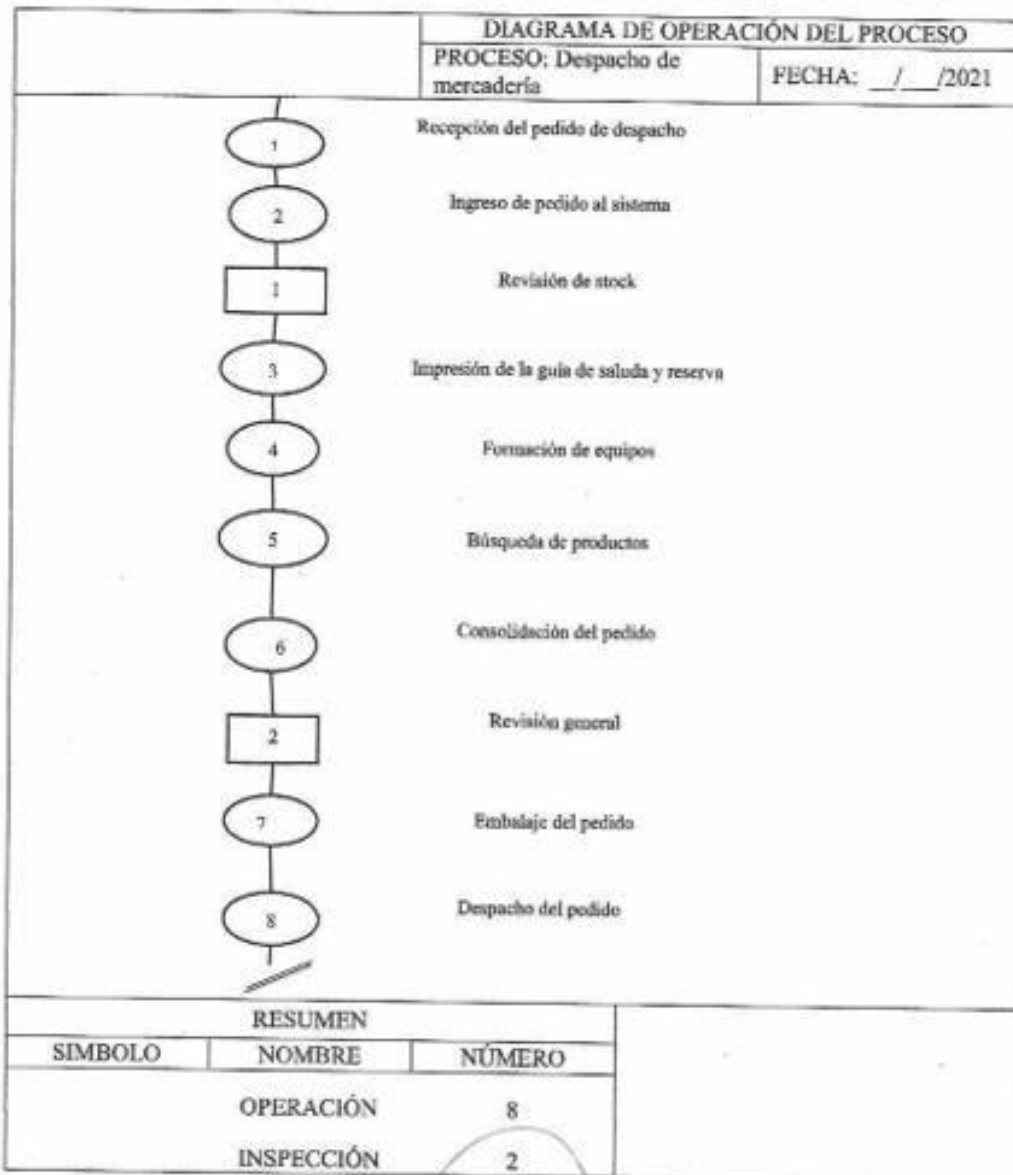 DIAGRAMA DE OPERACIÓN DEL PROCESO
PROCESO: Despacho de
mercadería
FECHA: __/__/2021
1 Recepción del pedido de despacho
2 Ingreso de pedido al sistema
1 Revisión de stock
3 Impresión de la guía de saluda y reserva
4 Formación de equipos
5 Búsqueda de productos
6 Consolidación del pedido
2 Revisión general
7 Embalaje del pedido
8 Despacho del pedido
RESUMEN
SIMBOLO NOMBRE NÚMERO
OPERACIÓN 8
INSPECCIÓN 2